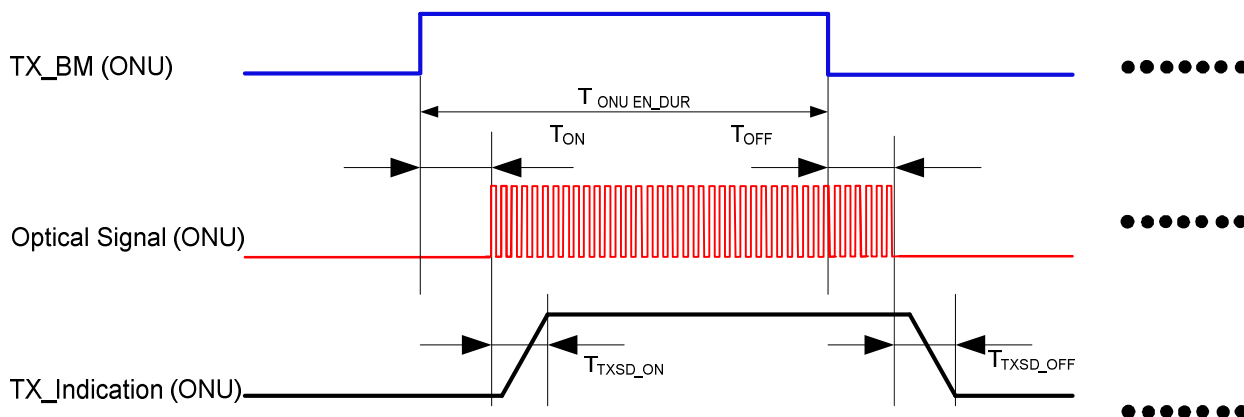 TX_BM (ONU)
T ONU EN_DUR
TON
TOFF
Optical Signal (ONU)
TTXSD_ON
TTXSD_OFF
TX_Indication (ONU)